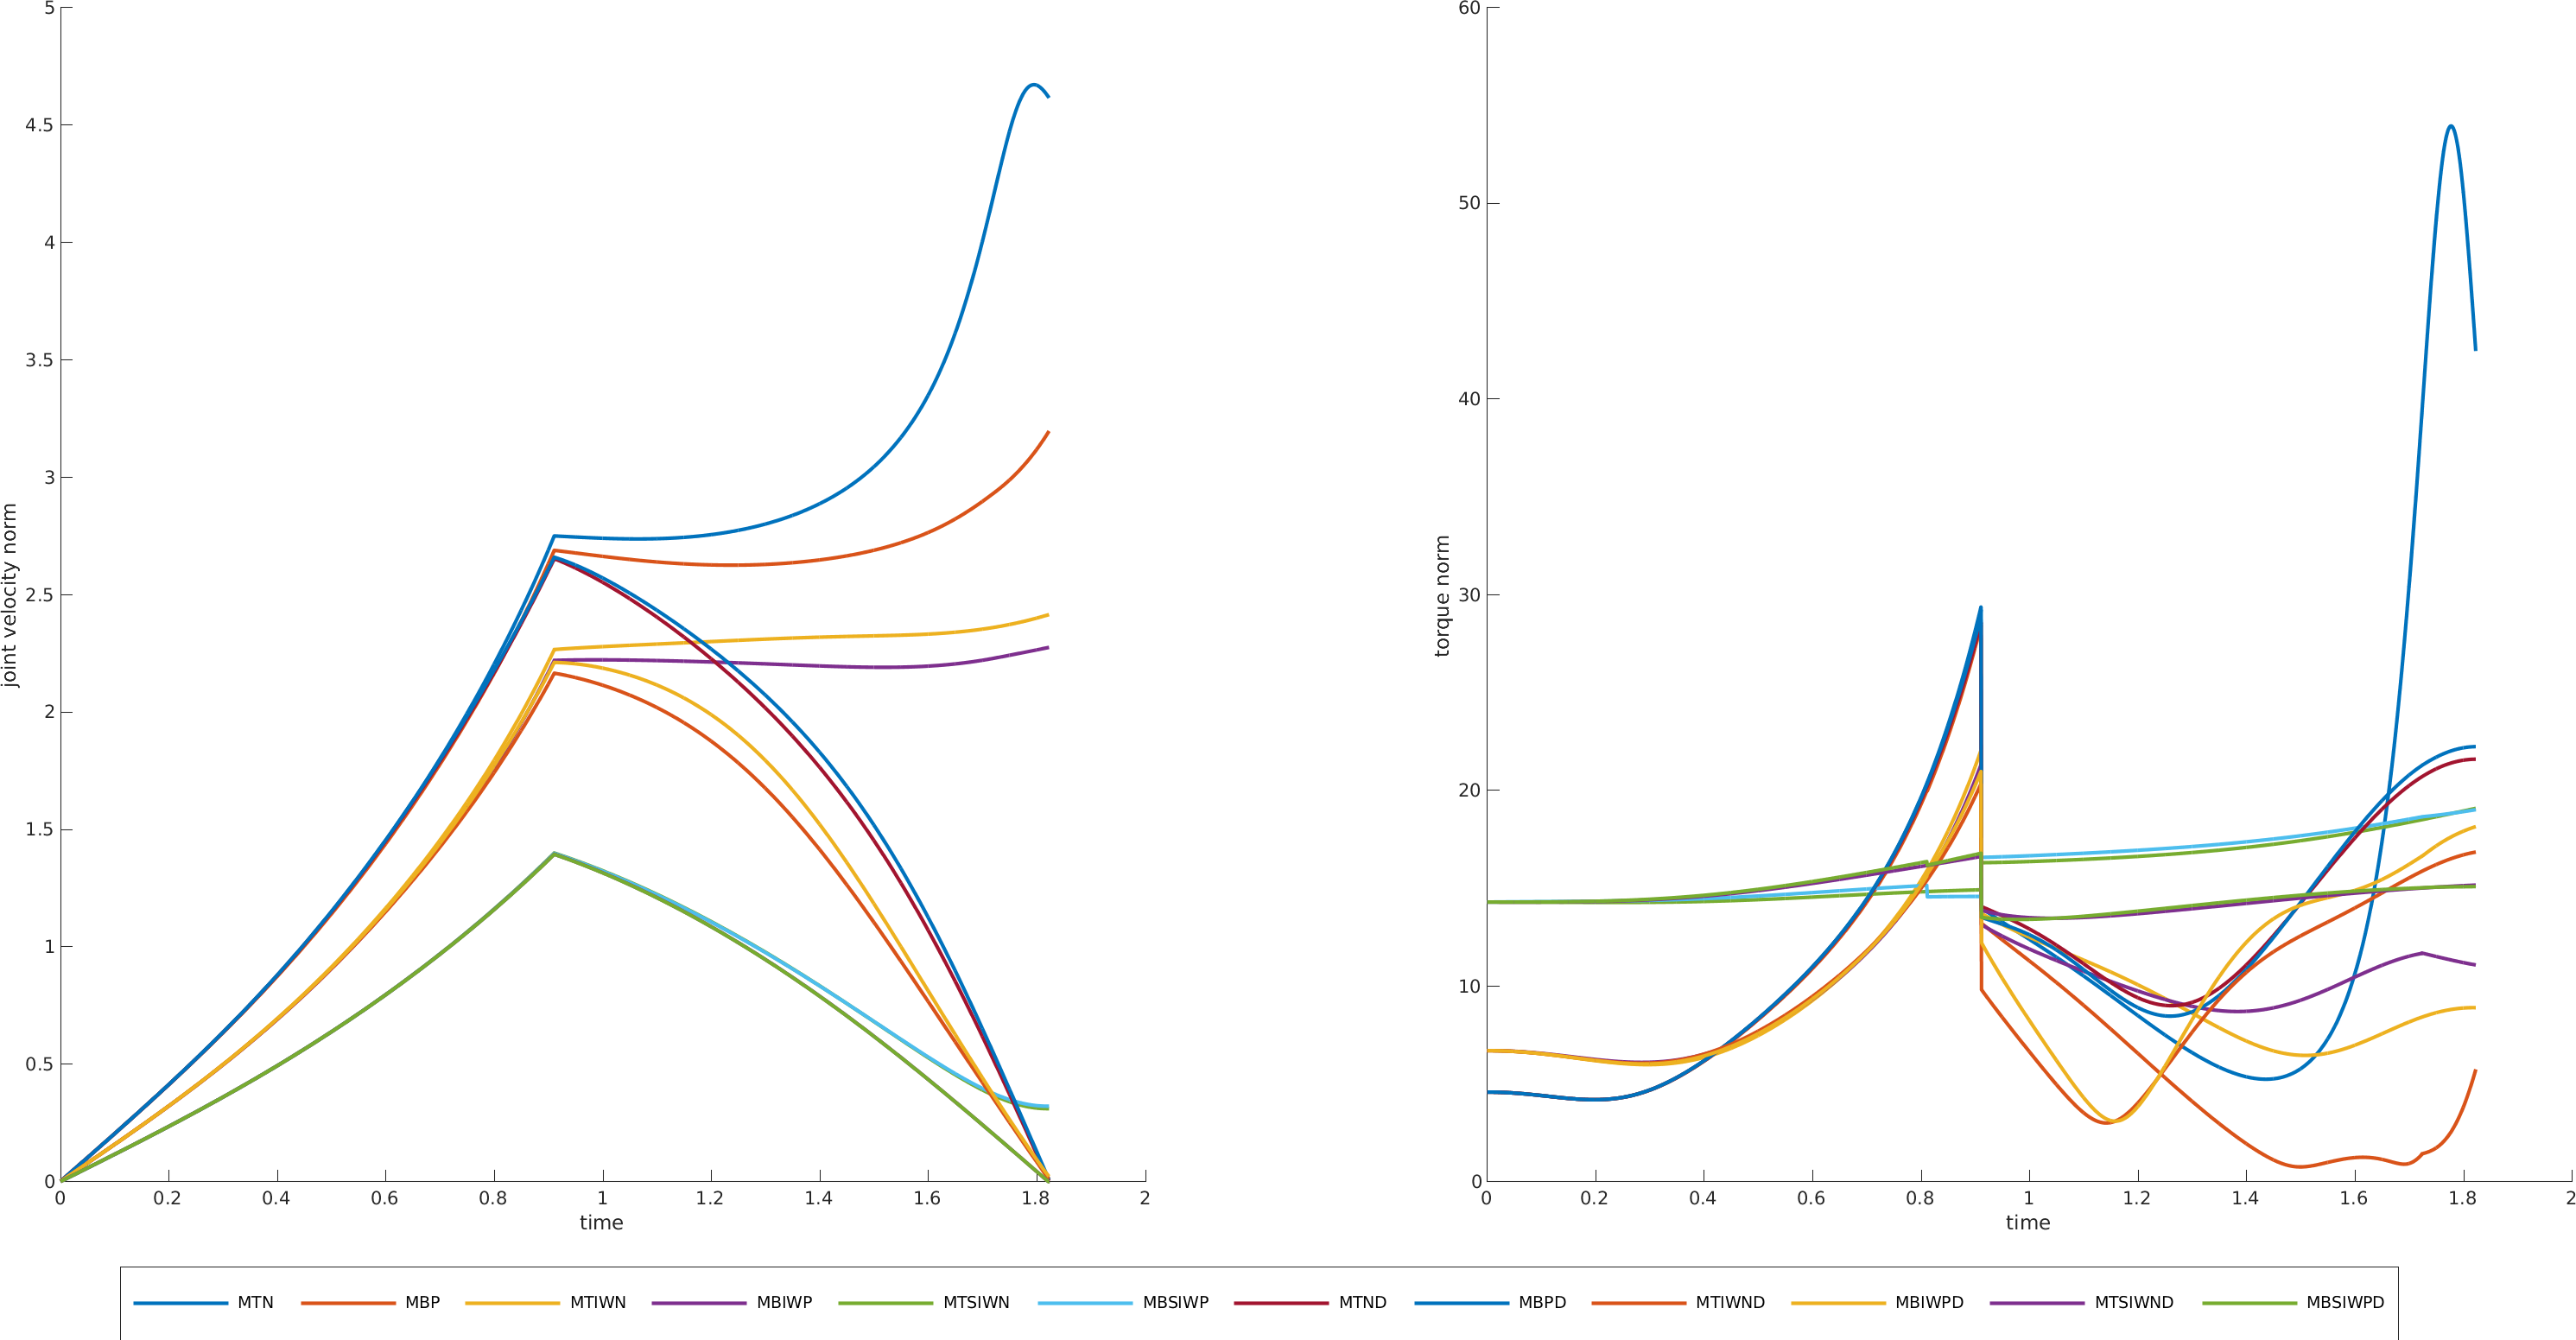 5
4.5
4
3.5
3
2.5
2
1.5
1
0.5
0
joint velocity norm
0 0.2 0.4 0.6 0.8 1 1.2 1.4 1.6 1.8 2
time
60
50
40
30
20
10
0
torque norm
0 0.2 0.4 0.6 0.8 1 1.2 1.4 1.6 1.8 2
time
MTN MBP MTIWN MBIWP MTSIWN MBSIWP MTND MBPD MTIWND MBIWPD MTSIWND MBSIWPD